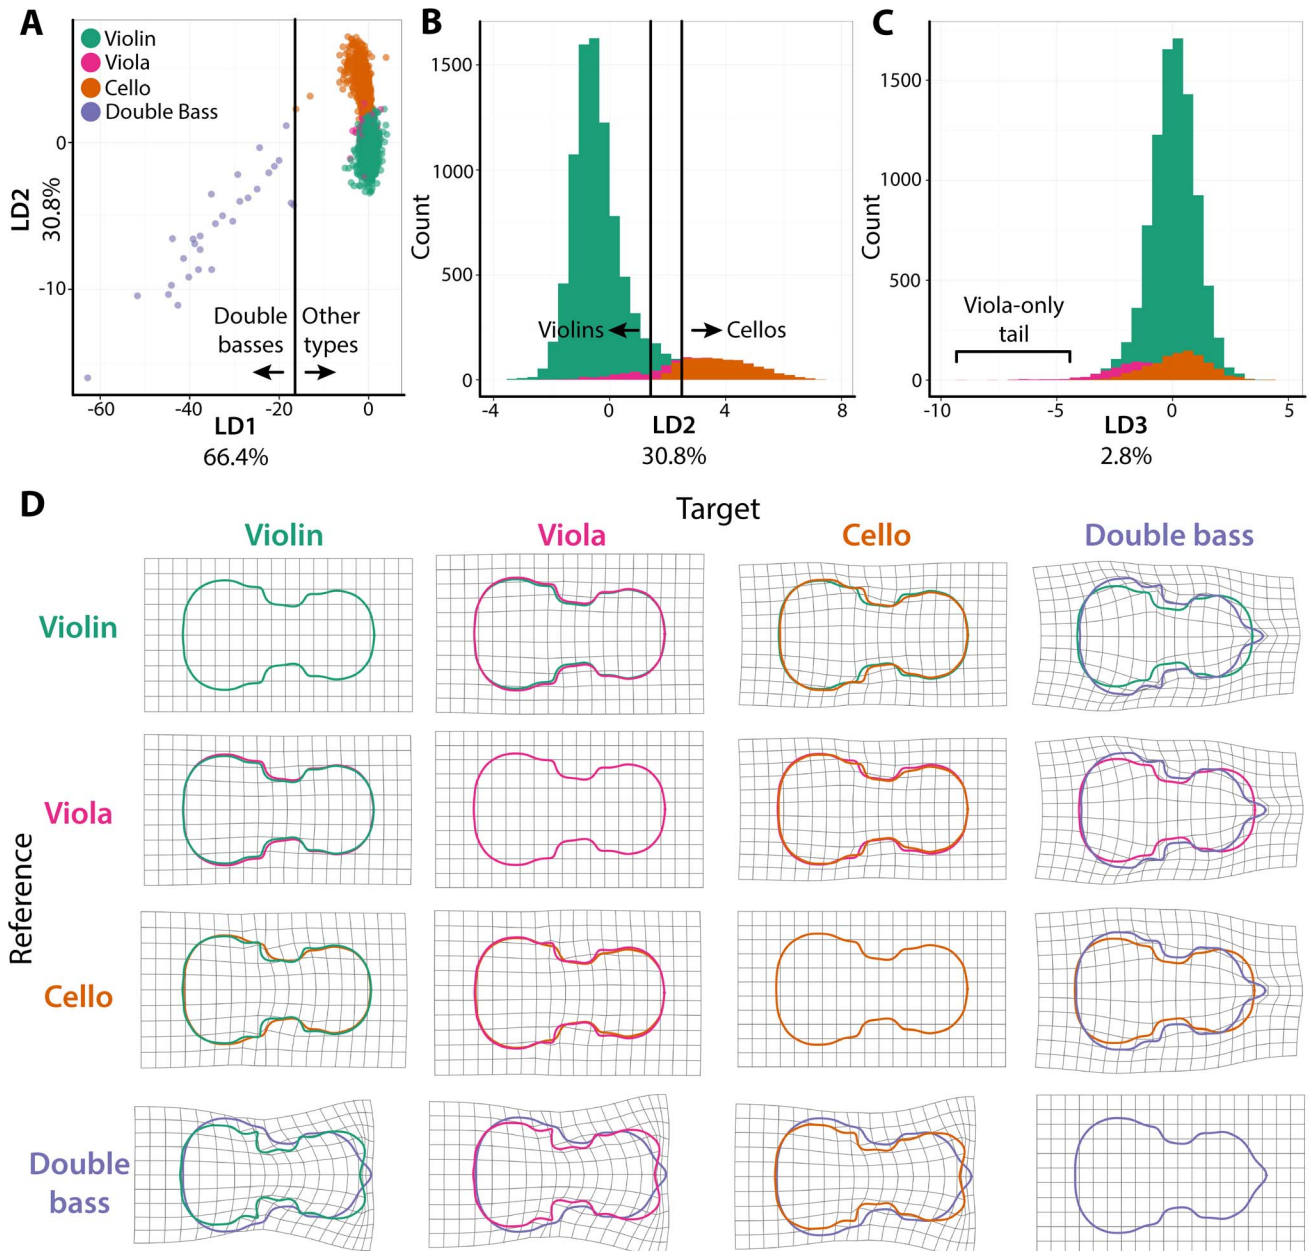 A
Violin
Viola
Cello
Double Bass
0
-10
LD2
30.8%
Double basses
Other types
-60
-40
-20
0
LD1
66.4%
B
1500
1000
500
0
Count
Violins
Cellos
-4
0
4
8
LD2
30.8%
C
1500
1000
500
0
Count
Viola-only
tail
-10
-5
0
5
LD3
2.8%
D
Target
Violin
Viola
Cello
Double bass
Reference
Violin
Viola
Cello
Double
bass